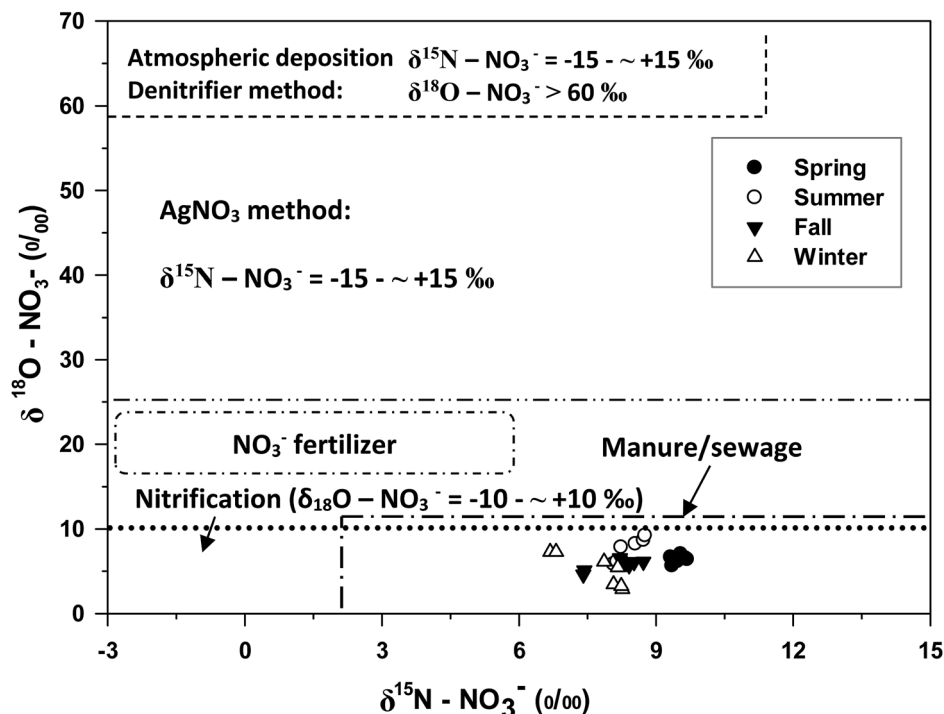 70
60
50
40
30
20
10
0
δ ¹⁸O - NO₃- (0/00)
Atmospheric deposition δ¹⁵N – NO₃⁻ = -15 - ~ +15 ‰
Denitrifier method: δ¹⁸O – NO₃⁻ > 60 ‰
Spring
Summer
Fall
Winter
AgNO₃ method:
δ¹⁵N – NO₃⁻ = -15 - ~ +15 ‰
NO₃⁻ fertilizer
Manure/sewage
Nitrification (δ₁₈O – NO₃⁻ = -10 - ~ +10 ‰)
-3 0 3 6 9 12 15
δ¹⁵N - NO₃⁻ (0/00)